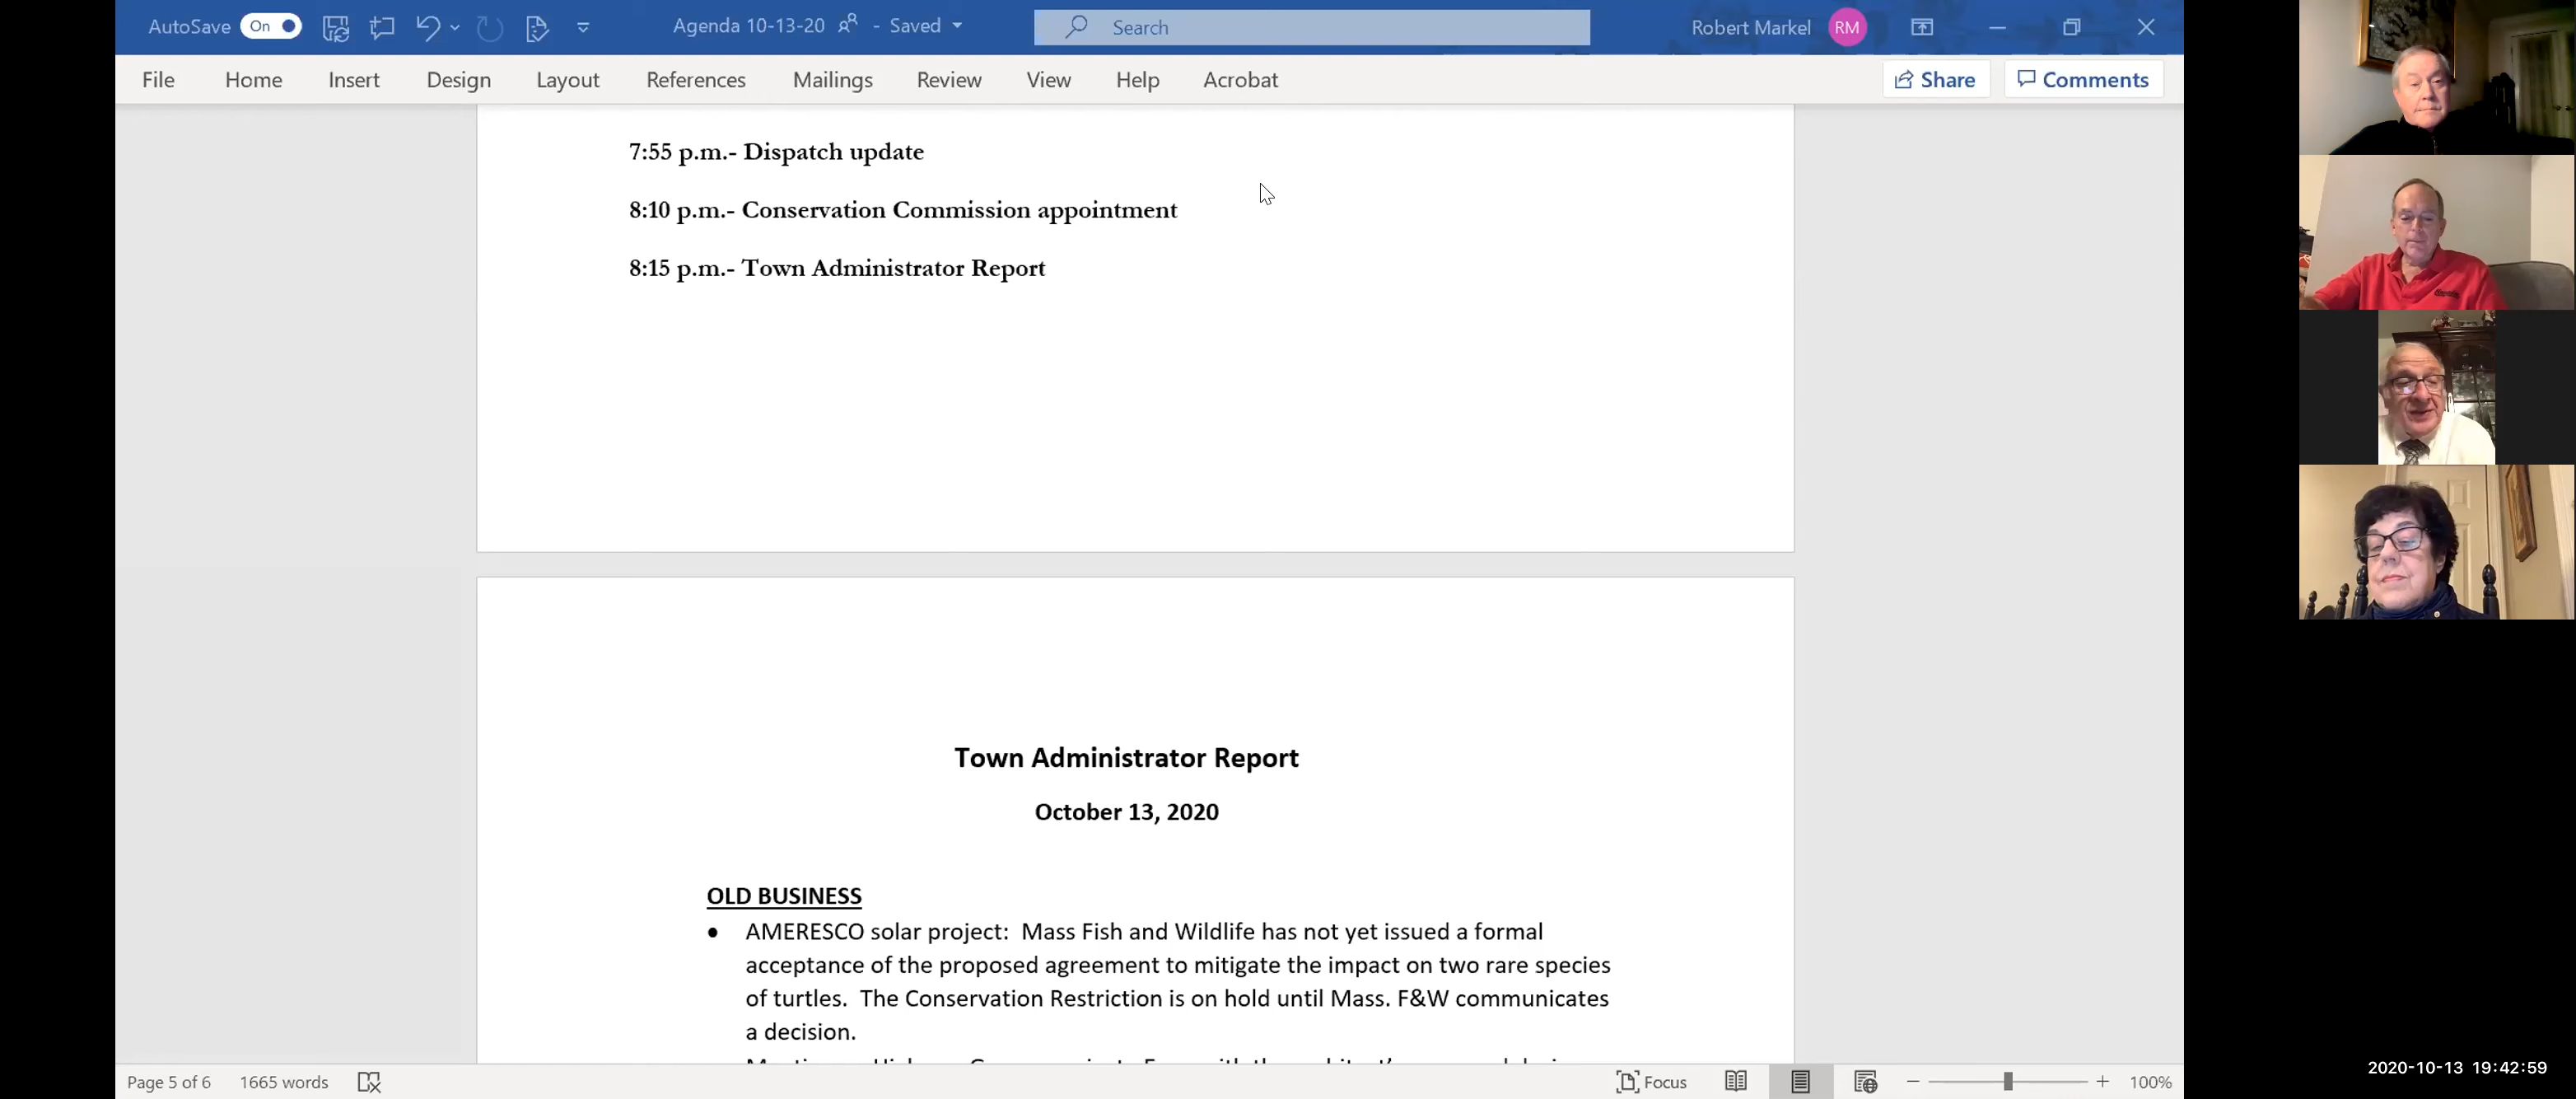 AutoSave On Agenda 10-13-20 - Saved Search Robert Markel RM
File Home Insert Design Layout References Mailings Review View Help Acrobat Share Comments
7:55 p.m.- Dispatch update
8:10 p.m.- Conservation Commission appointment
8:15 p.m.- Town Administrator Report
Town Administrator Report
October 13, 2020
OLD BUSINESS
• AMERESCO solar project: Mass Fish and Wildlife has not yet issued a formal
acceptance of the proposed agreement to mitigate the impact on two rare species
of turtles. The Conservation Restriction is on hold until Mass. F&W communicates
a decision.
Page 5 of 6 1665 words Focus 100%
2020-10-13 19:42:59